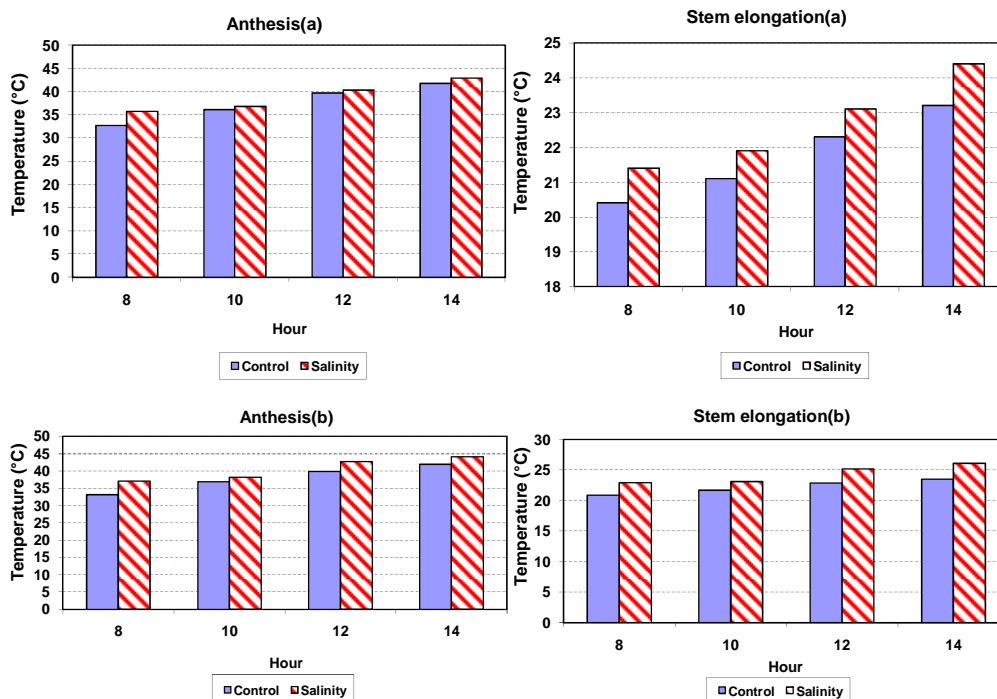 Anthesis(a)
Temperature (°C)
50
45
40
35
30
25
20
15
10
5
0
8 10 12 14
Hour
Control Salinity
Stem elongation(a)
Temperature (°C)
25
24
23
22
21
20
19
18
8 10 12 14
Hour
Control Salinity
Anthesis(b)
Temperature (°C)
50
45
40
35
30
25
20
15
10
5
0
8 10 12 14
Hour
Control Salinity
Stem elongation(b)
Temperature (°C)
30
25
20
15
10
5
0
8 10 12 14
Hour
Control Salinity